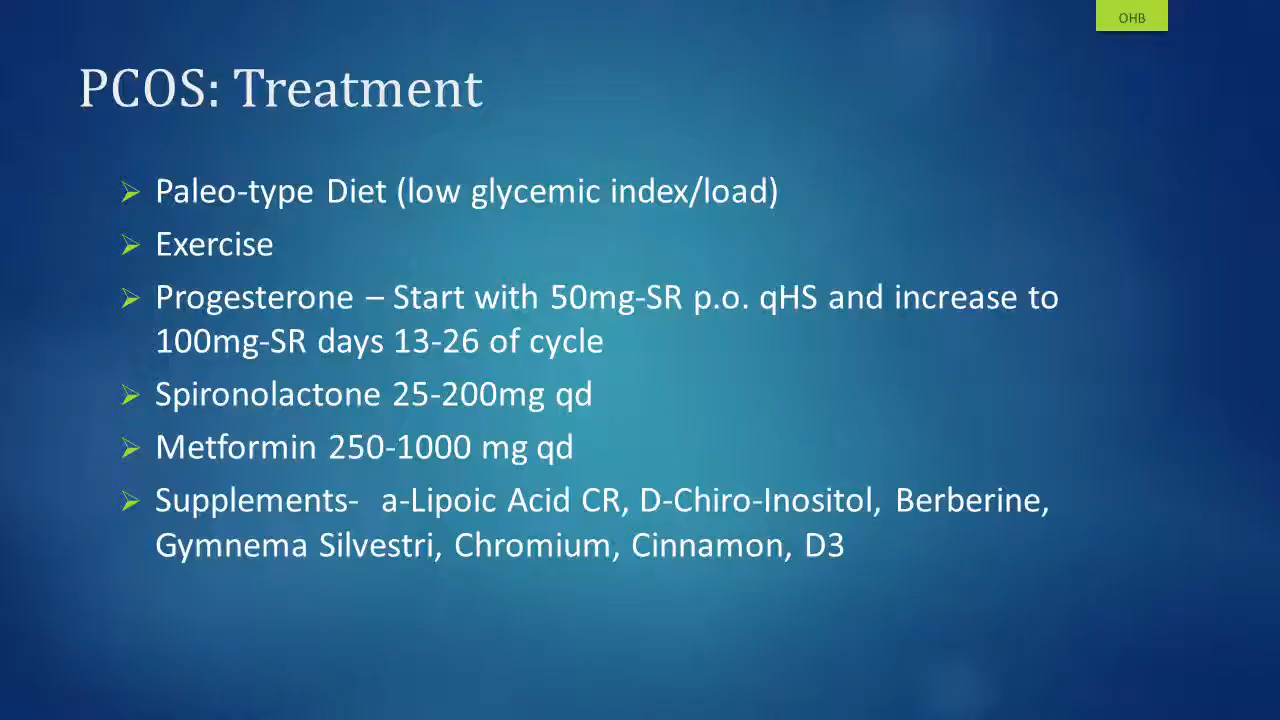 OHB
PCOS: Treatment
Paleo-type Diet (low glycemic index/load)
Exercise
Progesterone – Start with 50mg-SR p.o. qHS and increase to
100mg-SR days 13-26 of cycle
Spironolactone 25-200mg qd
Metformin 250-1000 mg qd
Supplements- a-Lipoic Acid CR, D-Chiro-Inositol, Berberine,
Gymnema Silvestri, Chromium, Cinnamon, D3